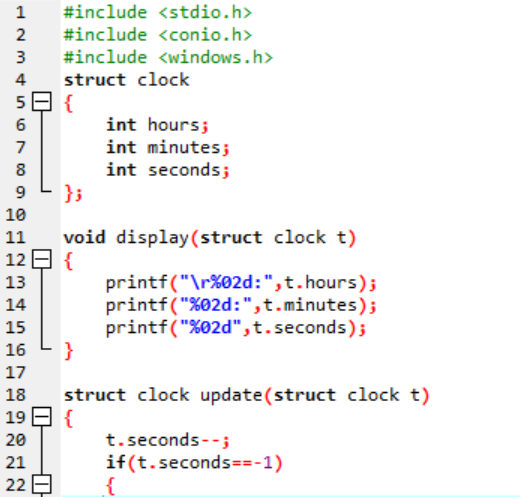 1 #include <stdio.h>
2 #include <conio.h>
3 #include <windows.h>
4 struct clock
5 {
6 int hours;
7 int minutes;
8 int seconds;
9 };
10
11 void display(struct clock t)
12 {
13 printf("\r%02d:",t.hours);
14 printf("%02d:",t.minutes);
15 printf("%02d",t.seconds);
16 }
17
18 struct clock update(struct clock t)
19 {
20 t.seconds--;
21 if(t.seconds==-1)
22 {